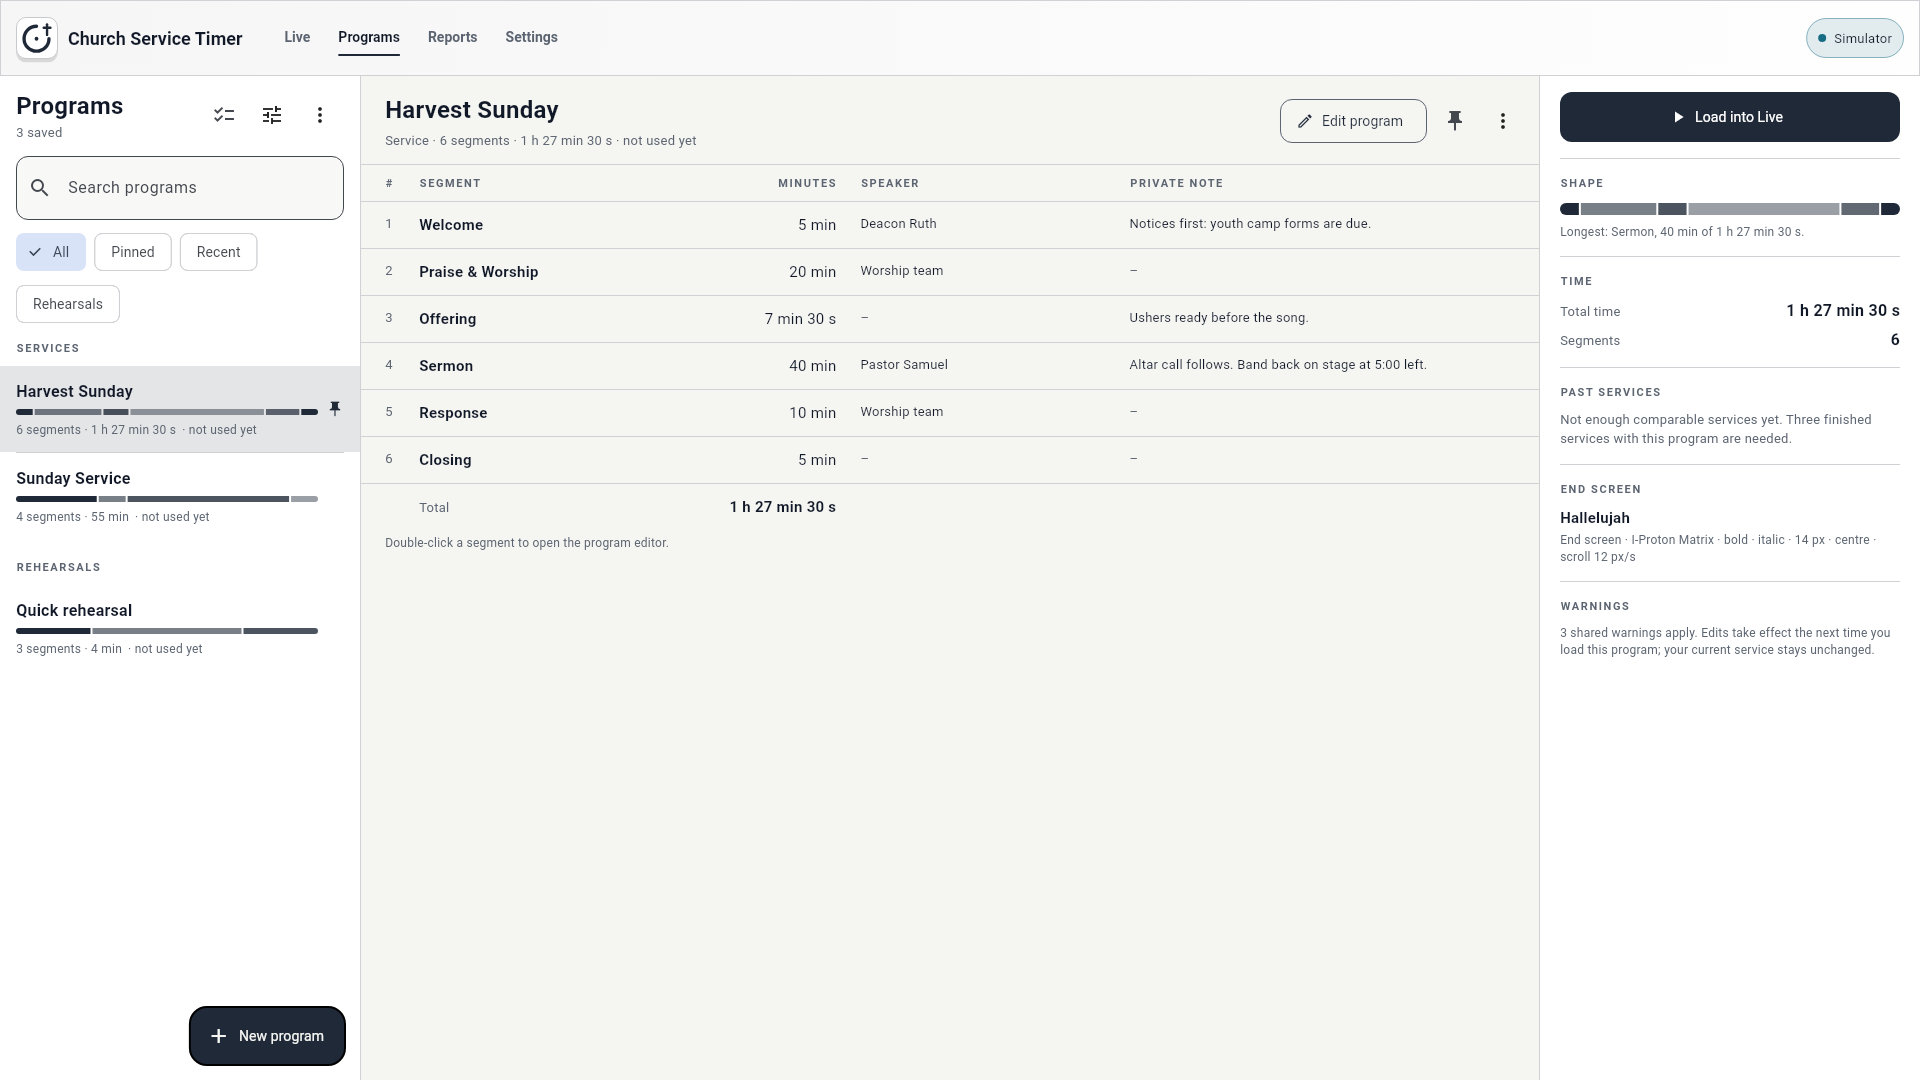 Church Service Timer
Live
Programs
Reports
Settings
Simulator
Programs
3 saved
Search programs
All
Pinned
Recent
Rehearsals
SERVICES
Harvest Sunday
6 segments · 1 h 27 min 30 s · not used yet
Sunday Service
4 segments · 55 min · not used yet
REHEARSALS
Quick rehearsal
3 segments · 4 min · not used yet
New program
Harvest Sunday
Service · 6 segments · 1 h 27 min 30 s · not used yet
Edit program
# SEGMENT MINUTES SPEAKER PRIVATE NOTE
1 Welcome 5 min Deacon Ruth Notices first: youth camp forms are due.
2 Praise & Worship 20 min Worship team –
3 Offering 7 min 30 s – Ushers ready before the song.
4 Sermon 40 min Pastor Samuel Altar call follows. Band back on stage at 5:00 left.
5 Response 10 min Worship team –
6 Closing 5 min – –
Total 1 h 27 min 30 s
Double-click a segment to open the program editor.
Load into Live
SHAPE
Longest: Sermon, 40 min of 1 h 27 min 30 s.
TIME
Total time 1 h 27 min 30 s
Segments 6
PAST SERVICES
Not enough comparable services yet. Three finished
services with this program are needed.
END SCREEN
Hallelujah
End screen · I-Proton Matrix · bold · italic · 14 px · centre ·
scroll 12 px/s
WARNINGS
3 shared warnings apply. Edits take effect the next time you
load this program; your current service stays unchanged.